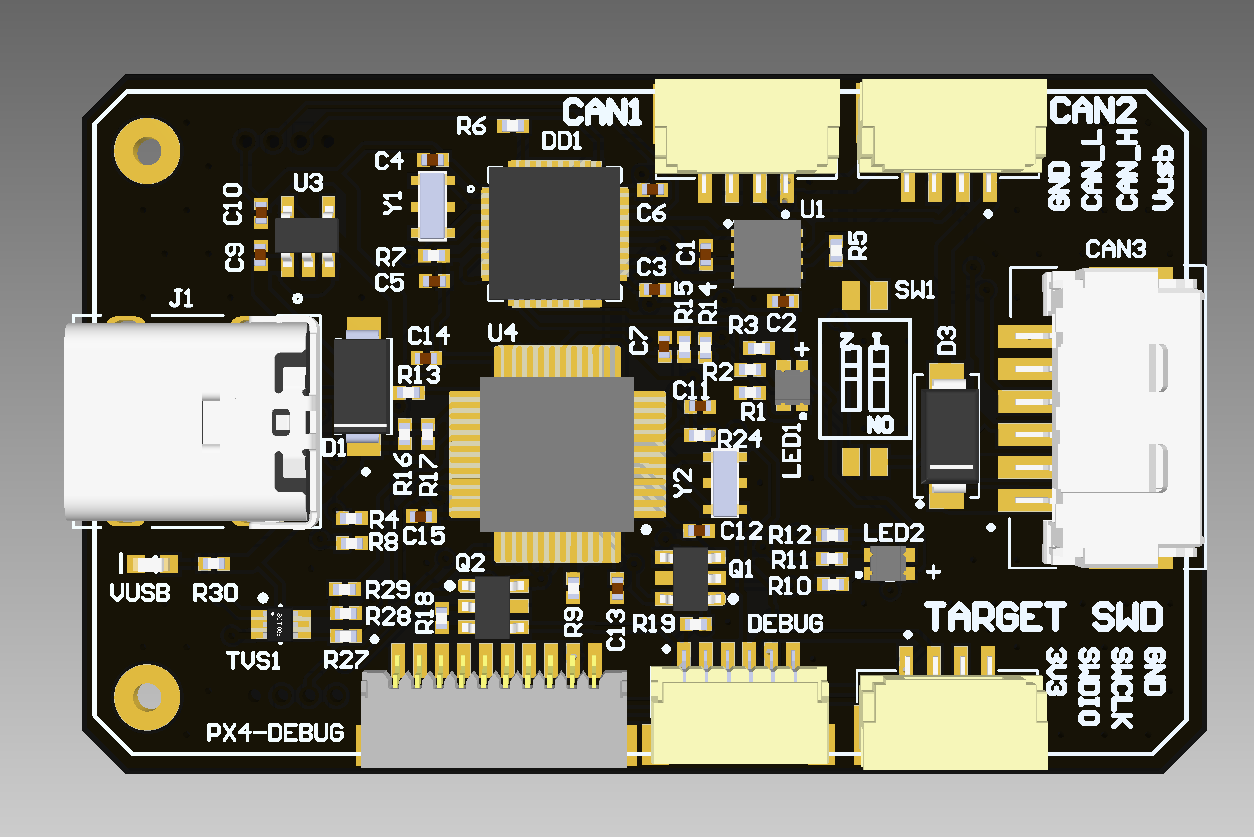 CAN1
CAN2
R6
DD1
C4
U3
C10
Y1
C6
GND
CAN_L
CAN_H
Vusb
U1
C9
R7
C5
C1
C3
R5
CAN3
J1
R15
R14
SW1
C14
U4
C7
R3
C2
D3
+
2 1
R13
R2
C11
R1
ON
D1
R16
R17
R24
LED1
Y2
R4
C15
R8
C12
R12
LED2
R11
Q2
Q1
+
VUSB
R30
R29
R10
R28
R18
R9
C13
R19
DEBUG
TARGET SWD
TVS1
R27
3V3
SWDIO
SWCLK
GND
PX4-DEBUG